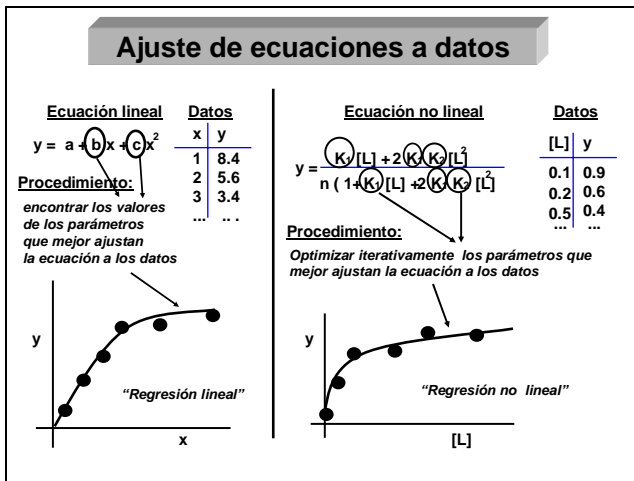 Ajuste de ecuaciones a datos
Ecuación lineal
y = a + b x + c x²
Datos
x y
1 8.4
2 5.6
3 3.4
... ...
Procedimiento:
encontrar los valores
de los parámetros
que mejor ajustan
la ecuación a los datos
y
"Regresión lineal"
x
Ecuación no lineal
K₁ [L] + 2 K₁ K₂ [L]²
y =
n ( 1+ K₁ [L] +2 K₁ K₂ [L]²)
Datos
[L] y
0.1 0.9
0.2 0.6
0.5 0.4
... ...
Procedimiento:
Optimizar iterativamente los parámetros que
mejor ajustan la ecuación a los datos
y
"Regresión no lineal"
[L]